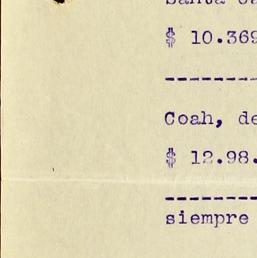 $ 10.369
--------
Coah, de
$ 12.98.
--------
siempre